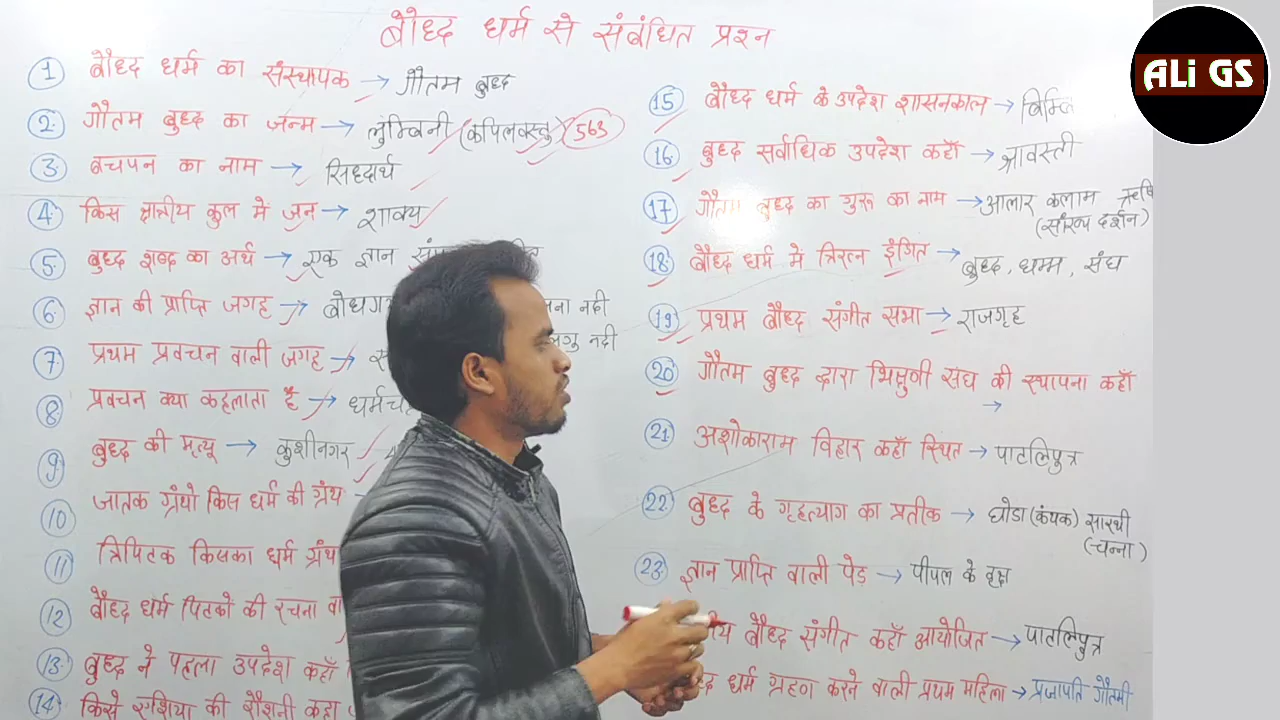 बौध्द धर्म से संबंधित प्रश्न
ALi GS
1 बौध्द धर्म का संस्थापक → गौतम बुध्द
2 गौतम बुध्द का जन्म → लुम्बिनी (कपिलवस्तु) 563
3 बचपन का नाम → सिध्दार्थ
4 किस क्षत्रीय कुल मे जन → शाक्य
5 बुध्द शब्द का अर्थ → एक ज्ञान
6 ज्ञान की प्राप्ति जगह → बोधग नदी
7 प्रथम प्रवचन वाली जगह → नदी
8 प्रवचन क्या कहलाता है → धर्मच
9 बुध्द की मृत्यू → कुशीनगर
10 जातक ग्रंथो किस धर्म की ग्रंथ
11 त्रिपिटक किसका धर्म ग्रंथ
12 बौध्द धर्म पिटको की रचना
13 बुध्द ने पहला उपदेश कहाँ
14 किसे एशिया की रौशनी कहा
15 बौध्द धर्म के उपदेश शासनकाल → बिम्बि
16 बुध्द सर्वाधिक उपदेश कहाँ → श्रावस्ती
17 गौतम बुध्द का गुरू का नाम → आलार कलाम ऋषि
(सांख्य दर्शन)
18 बौध्द धर्म मे त्रिरत्न इंगित → बुध्द, धम्म, संघ
19 प्रथम बौध्द संगीत सभा → राजगृह
20 गौतम बुध्द द्वारा भिक्षुणी संघ की स्थापना कहाँ →
21 अशोकाराम विहार कहाँ स्थित → पाटलिपुत्र
22 बुध्द के गृहत्याग का प्रतीक → घोडा (कंथक) सारथी
(चन्ना)
23 ज्ञान प्राप्ति वाली पेड़ → पीपल के वृक्ष
बौध्द संगीत कहाँ आयोजित → पाटलिपुत्र
धर्म ग्रहण करने वाली प्रथम महिला → प्रजापति गौतमी